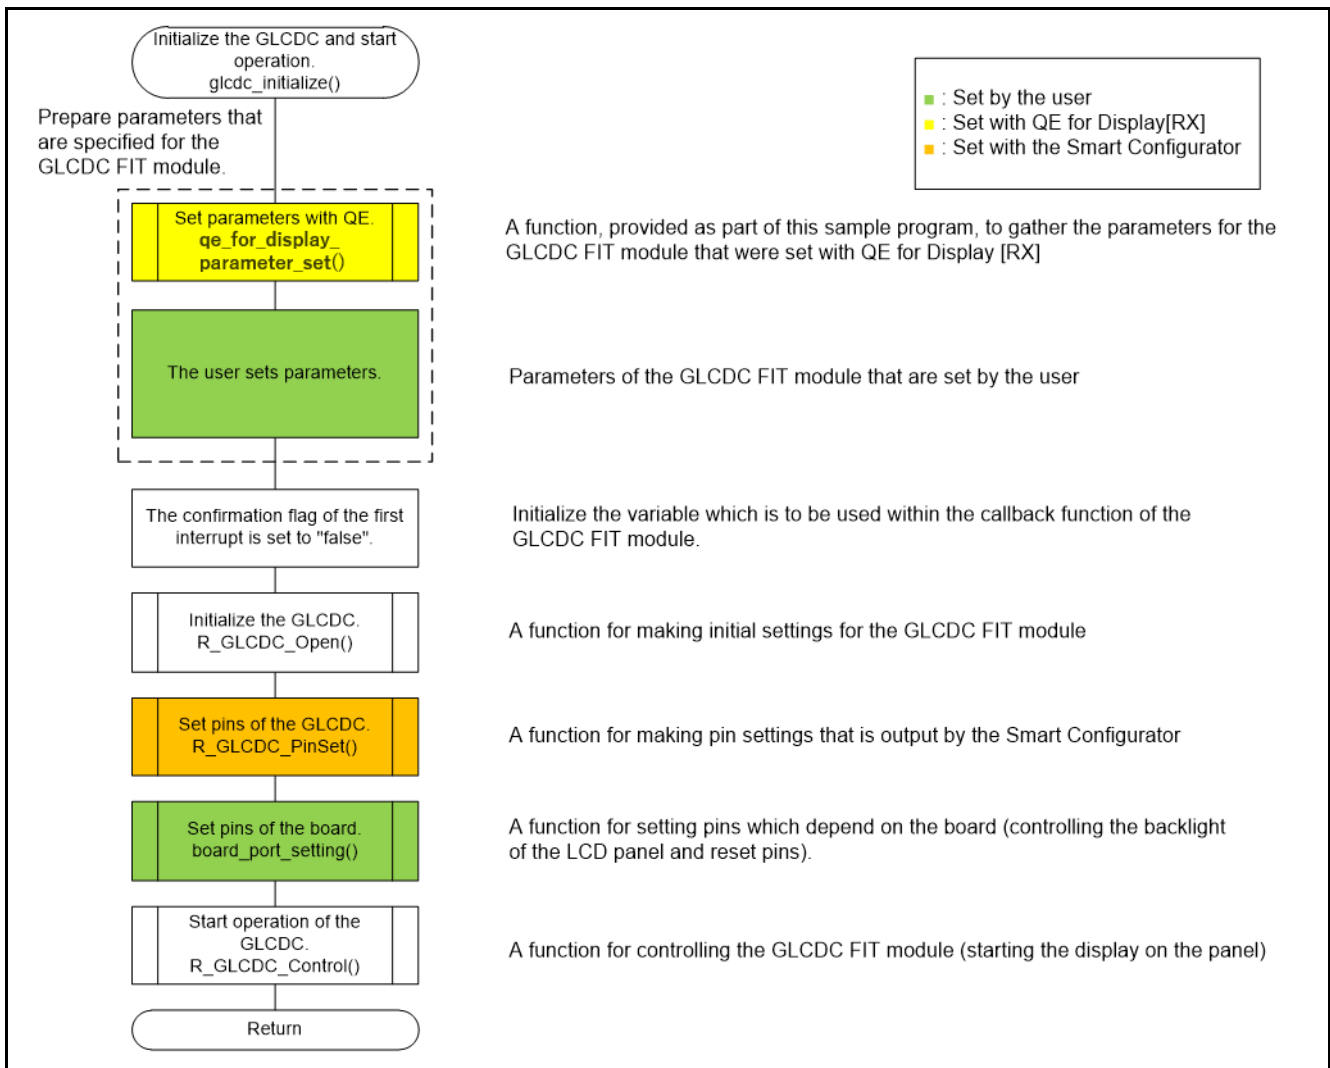 Initialize the GLCDC and start
operation.
glcdc_initialize()
Prepare parameters that
are specified for the
GLCDC FIT module.
■ : Set by the user
■ : Set with QE for Display[RX]
■ : Set with the Smart Configurator
Set parameters with QE.
qe_for_display_
parameter_set()
A function, provided as part of this sample program, to gather the parameters for the
GLCDC FIT module that were set with QE for Display [RX]
The user sets parameters.
Parameters of the GLCDC FIT module that are set by the user
The confirmation flag of the first
interrupt is set to "false".
Initialize the variable which is to be used within the callback function of the
GLCDC FIT module.
Initialize the GLCDC.
R_GLCDC_Open()
A function for making initial settings for the GLCDC FIT module
Set pins of the GLCDC.
R_GLCDC_PinSet()
A function for making pin settings that is output by the Smart Configurator
Set pins of the board.
board_port_setting()
A function for setting pins which depend on the board (controlling the backlight
of the LCD panel and reset pins).
Start operation of the
GLCDC.
R_GLCDC_Control()
A function for controlling the GLCDC FIT module (starting the display on the panel)
Return